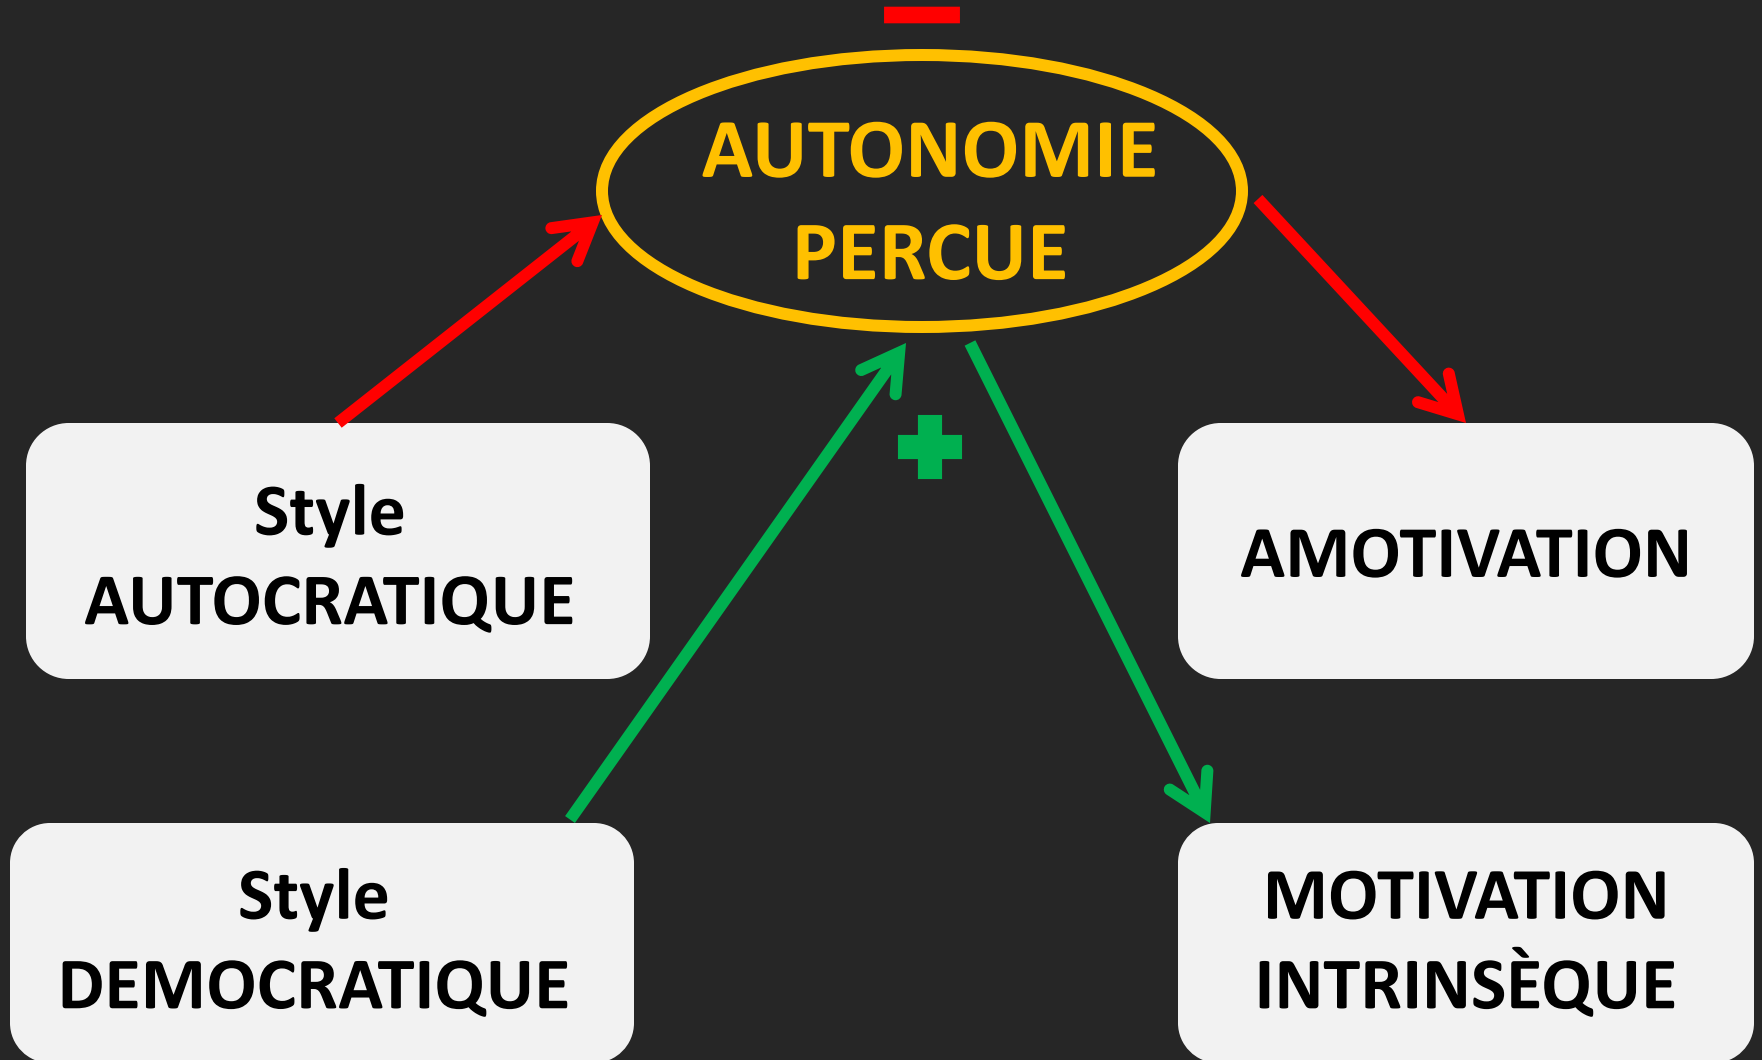 AUTONOMIE
PERCUE
Style
AUTOCRATIQUE
AMOTIVATION
Style
DEMOCRATIQUE
MOTIVATION
INTRINSÈQUE